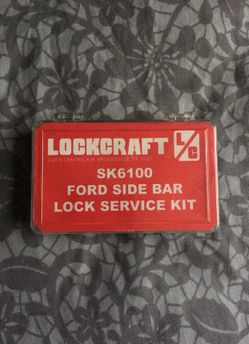 LOCKCRAFT L/C
SK6100
FORD SIDE BAR
LOCK SERVICE KIT